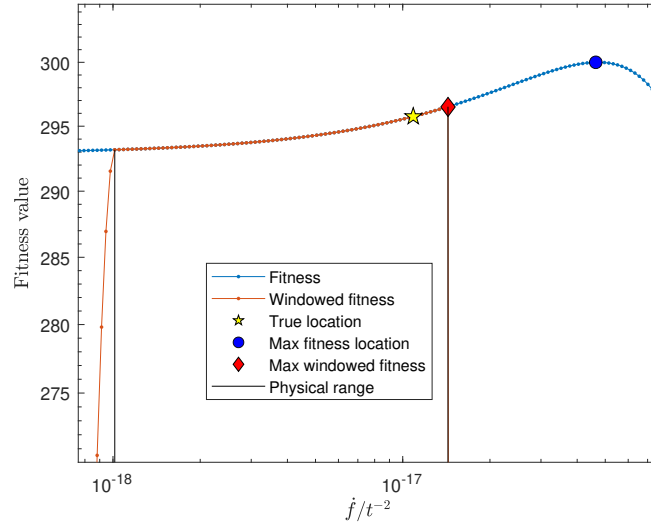 300
295
290
285
280
275
Fitness value
Fitness
Windowed fitness
True location
Max fitness location
Max windowed fitness
Physical range
10^-18
10^-17
ḟ/t^-2